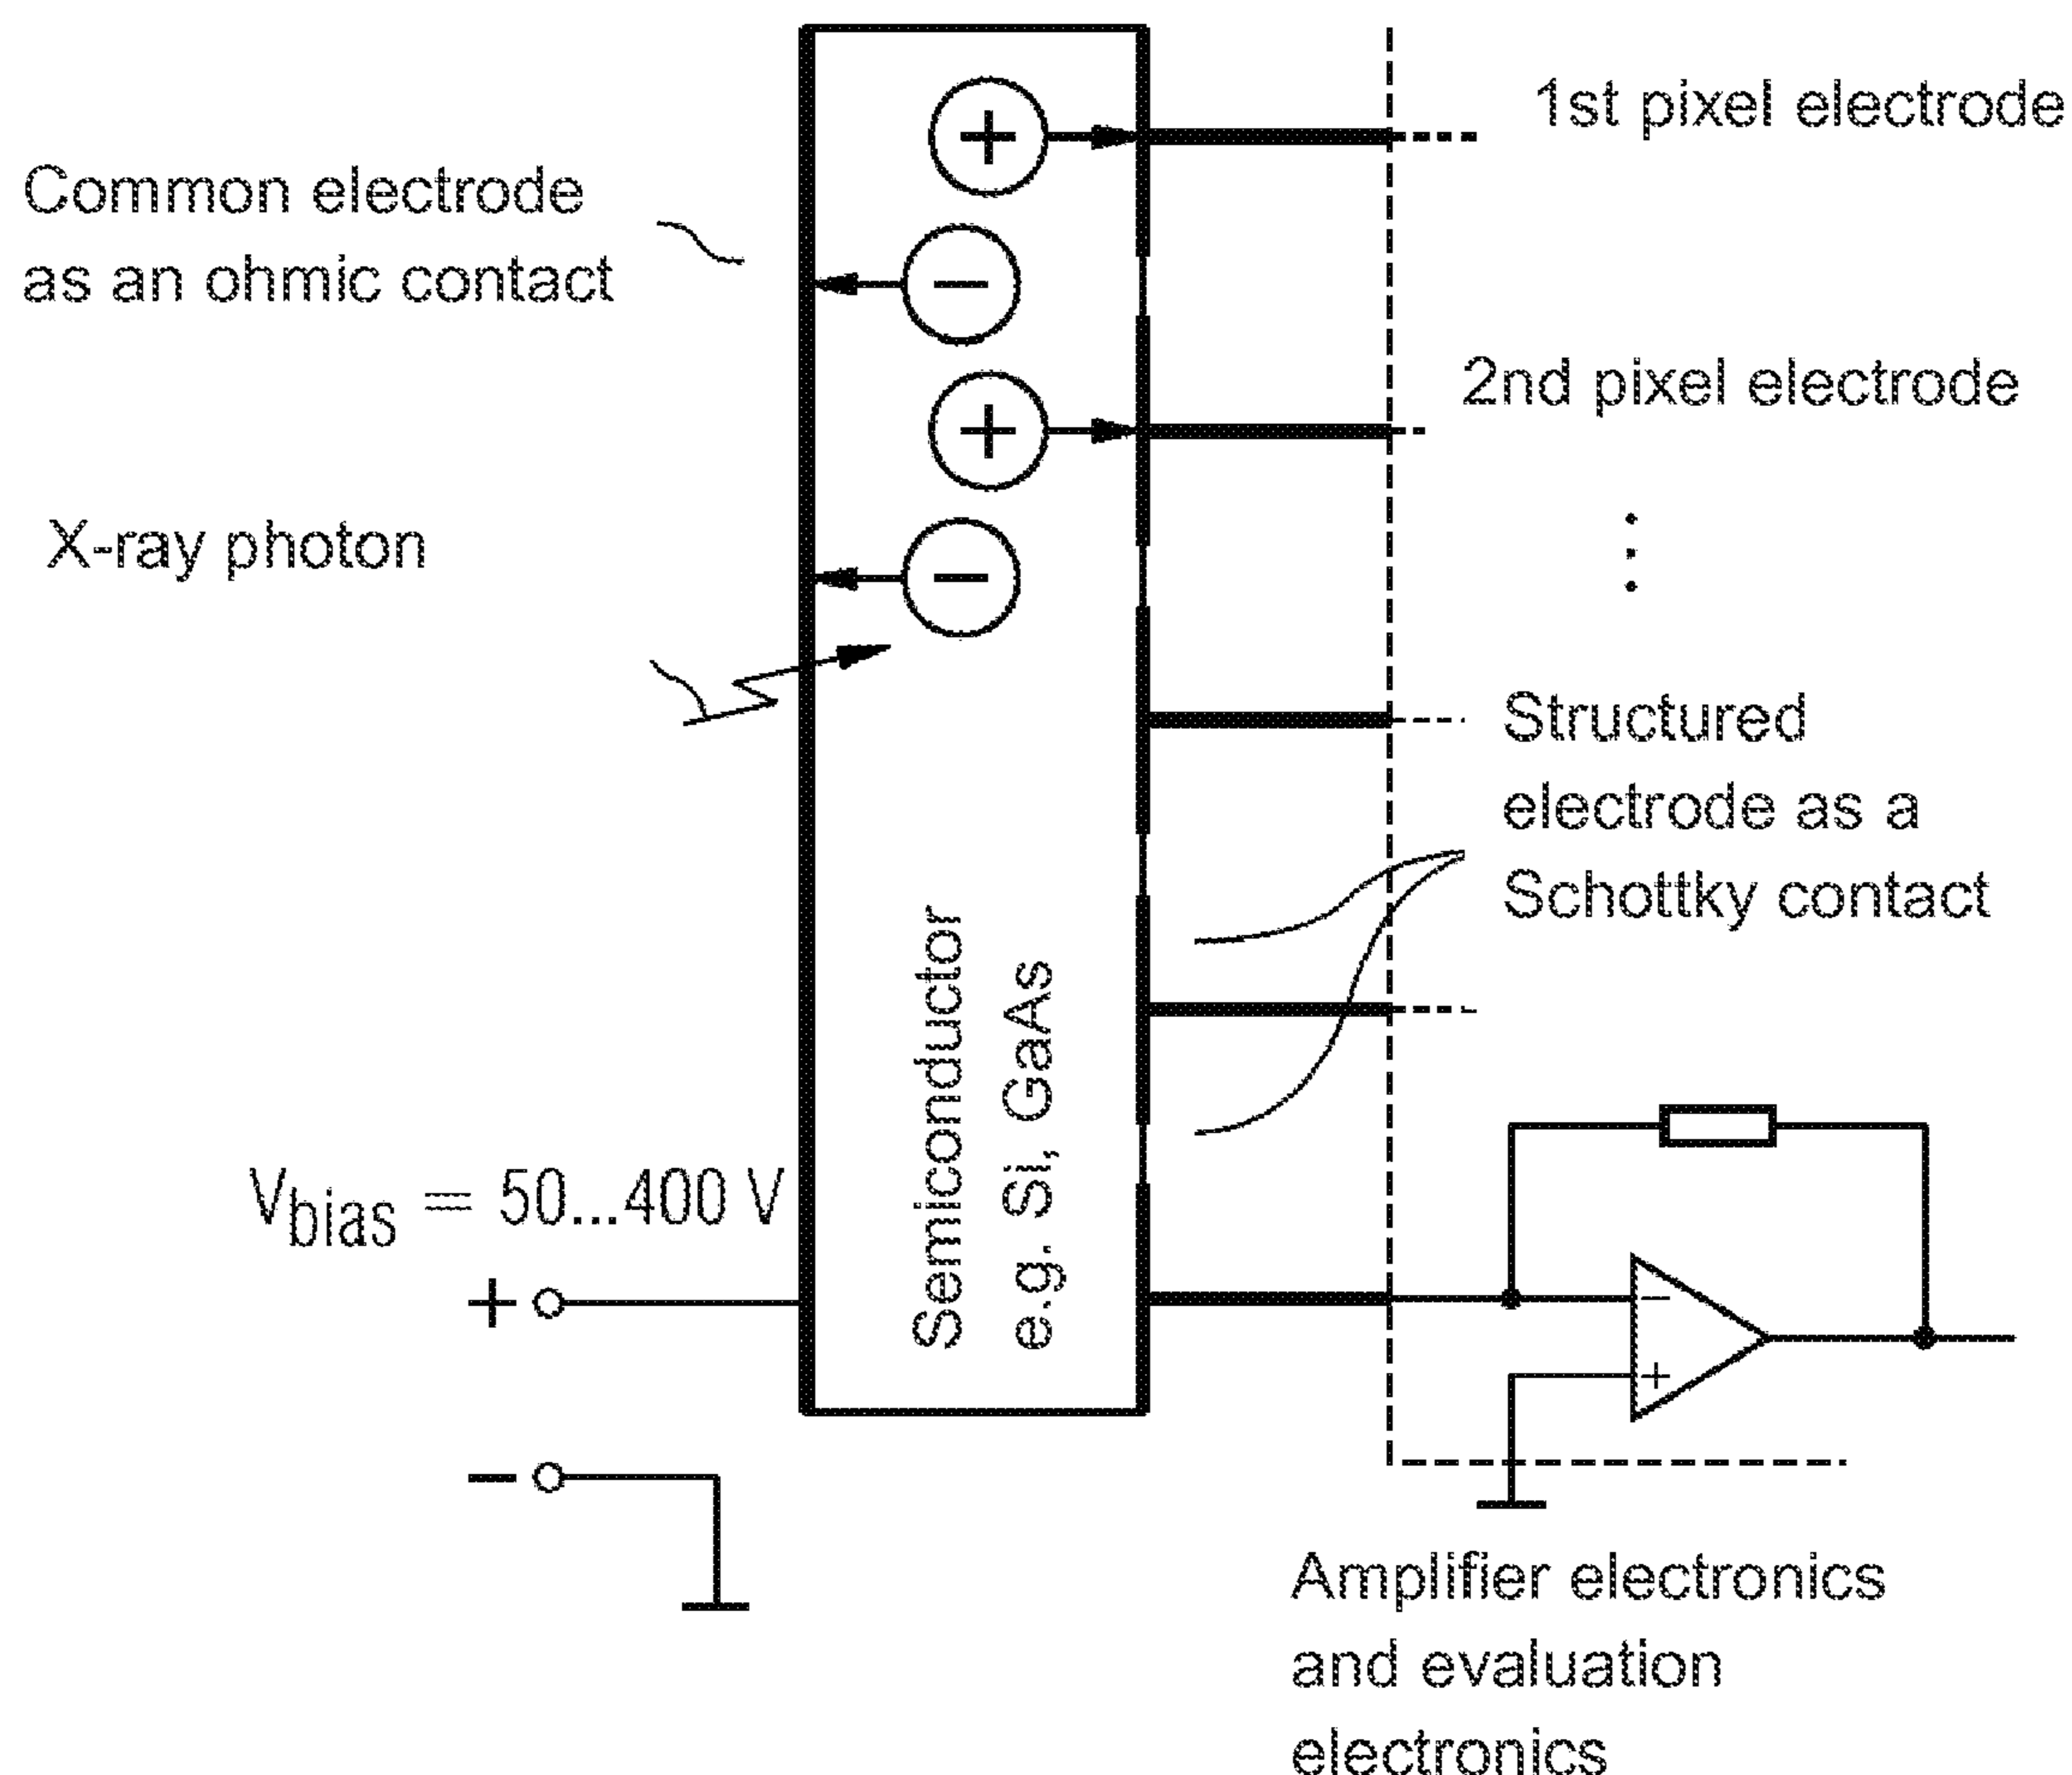 1st pixel electrode
Common electrode
as an ohmic contact
2nd pixel electrode
X-ray photon
Structured
electrode as a
Schottky contact
Semiconductor
e.g. Si, GaAs
Vbias = 50...400 V
+
−
−
+
Amplifier electronics
and evaluation
electronics